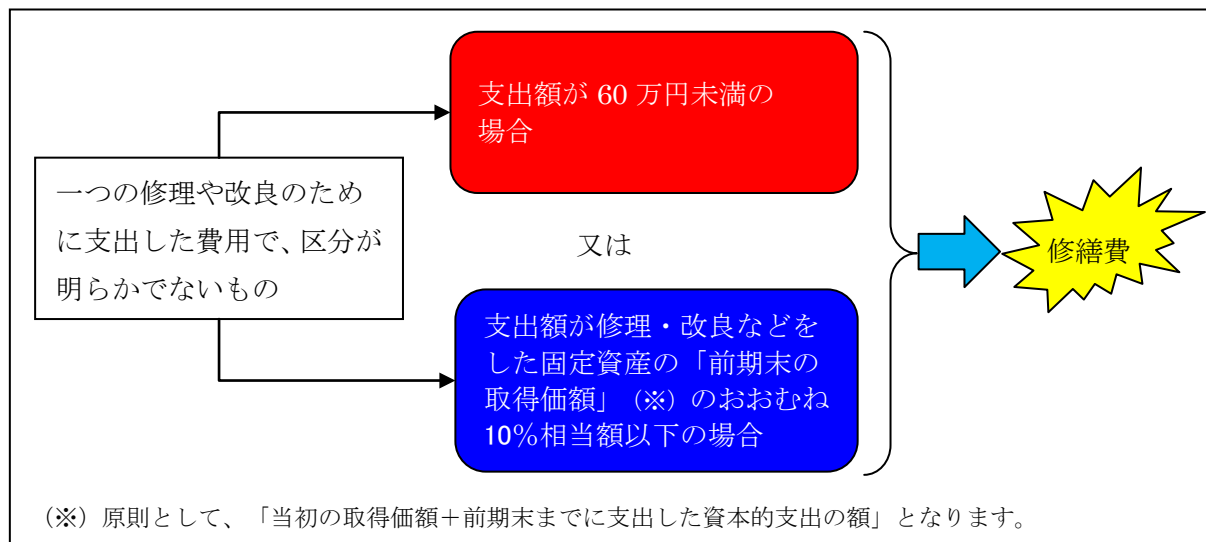 一つの修理や改良のため
に支出した費用で、区分が
明らかでないもの
支出額が 60 万円未満の
場合
又は
支出額が修理・改良などを
した固定資産の「前期末の
取得価額」（※）のおおむね
10％相当額以下の場合
修繕費
（※）原則として、「当初の取得価額＋前期末までに支出した資本的支出の額」となります。